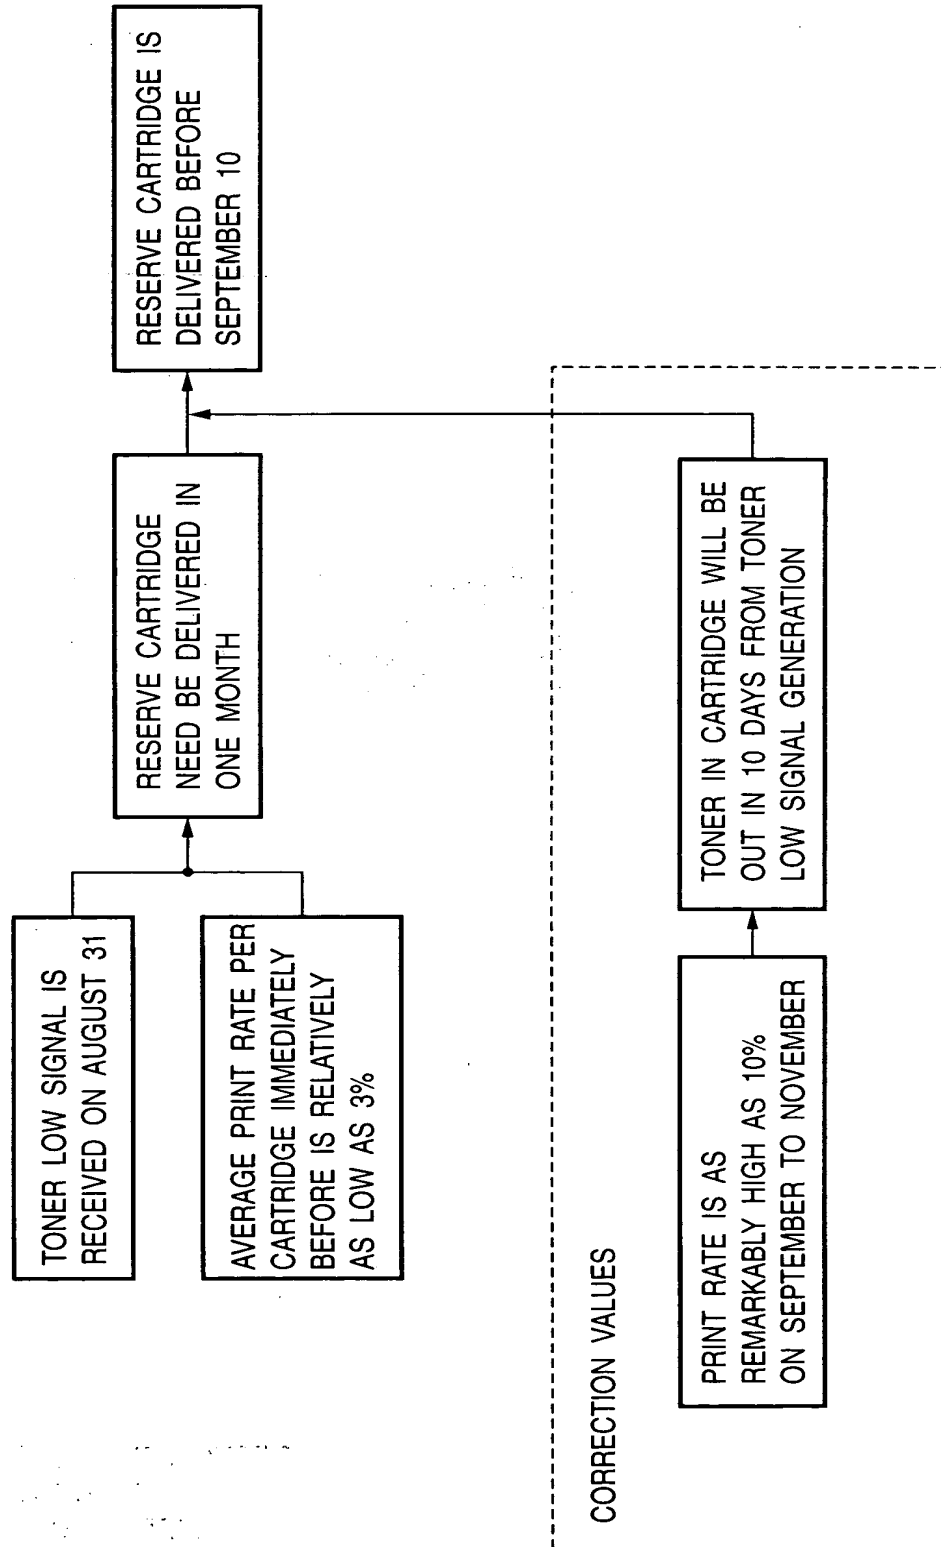 TONER LOW SIGNAL IS
RECEIVED ON AUGUST 31
AVERAGE PRINT RATE PER
CARTRIDGE IMMEDIATELY
BEFORE IS RELATIVELY
AS LOW AS 3%
RESERVE CARTRIDGE
NEED BE DELIVERED IN
ONE MONTH
RESERVE CARTRIDGE IS
DELIVERED BEFORE
SEPTEMBER 10
CORRECTION VALUES
PRINT RATE IS AS
REMARKABLY HIGH AS 10%
ON SEPTEMBER TO NOVEMBER
TONER IN CARTRIDGE WILL BE
OUT IN 10 DAYS FROM TONER
LOW SIGNAL GENERATION